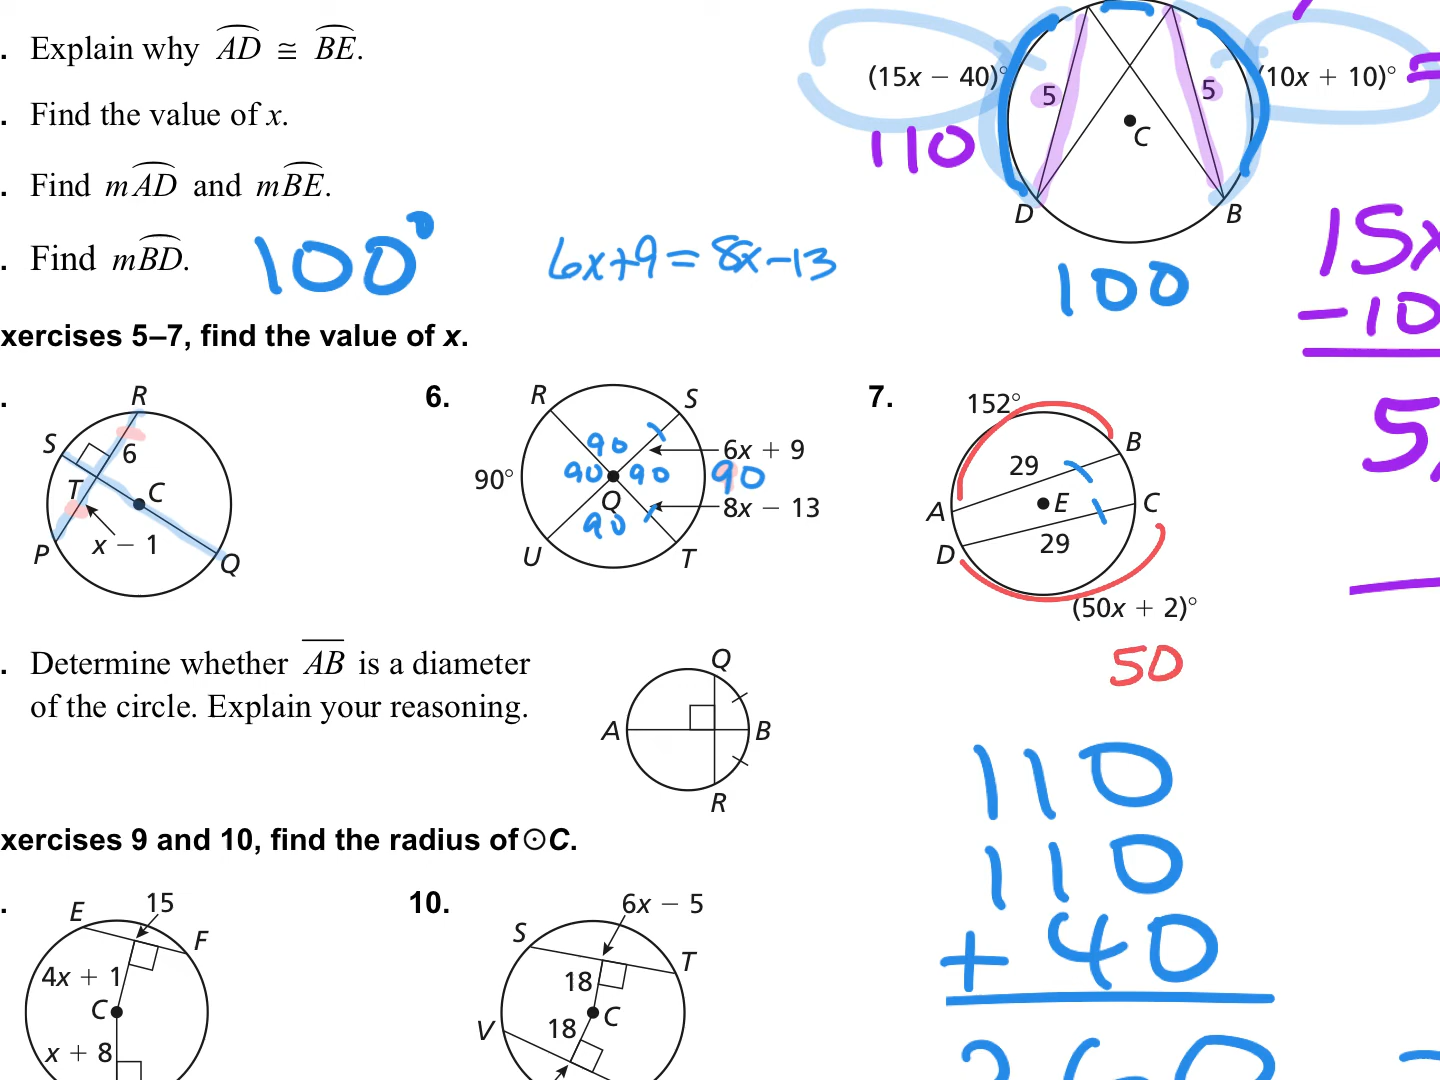 . Explain why AD ≅ BE.
(15x − 40)°
5
5
(10x + 10)°
=
C
. Find the value of x.
110
. Find mAD and mBE.
D
B
. Find mBD.
100°
6x+9 = 8x−13
100
15x
−10
xercises 5–7, find the value of x.
5
.
R
S
6
T
C
x − 1
P
Q
6.
R
S
90
90
90
90
90°
6x + 9
90
8x − 13
Q
U
T
7.
152°
B
29
A
E
C
D
29
(50x + 2)°
50
. Determine whether AB is a diameter
of the circle. Explain your reasoning.
Q
A
B
R
110
110
+ 40
260
xercises 9 and 10, find the radius of ⊙C.
.
15
E
F
4x + 1
C
x + 8
10.
6x − 5
S
T
18
C
V
18